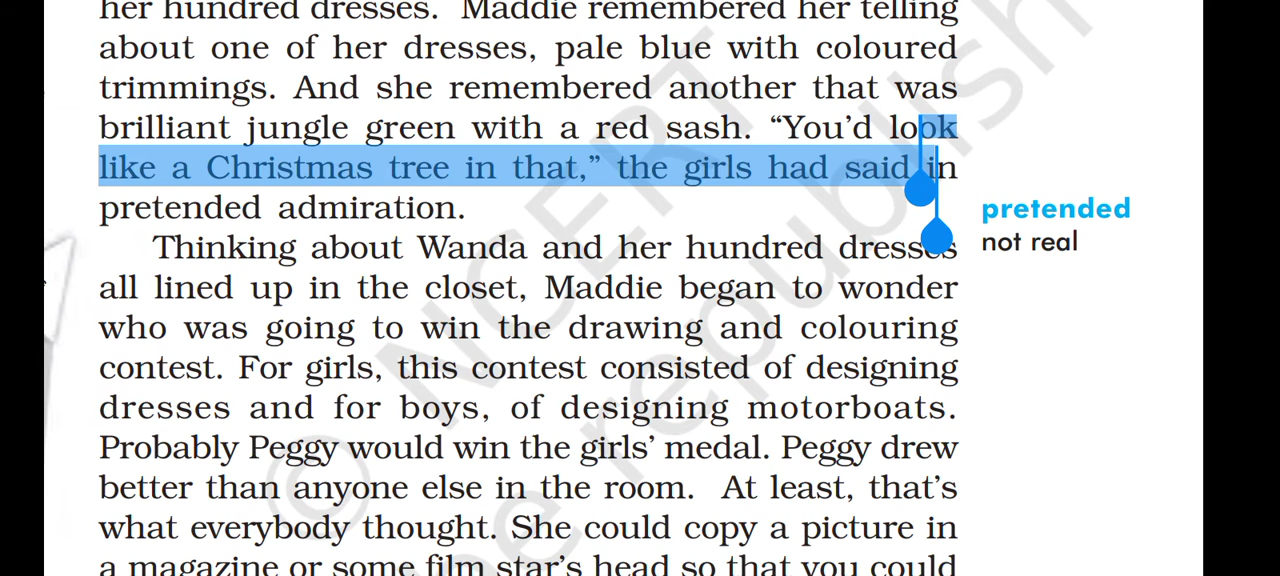 her hundred dresses. Maddie remembered her telling
about one of her dresses, pale blue with coloured
trimmings. And she remembered another that was
brilliant jungle green with a red sash. “You’d look
like a Christmas tree in that,” the girls had said in
pretended admiration.
pretended
not real
Thinking about Wanda and her hundred dresses
all lined up in the closet, Maddie began to wonder
who was going to win the drawing and colouring
contest. For girls, this contest consisted of designing
dresses and for boys, of designing motorboats.
Probably Peggy would win the girls’ medal. Peggy drew
better than anyone else in the room. At least, that’s
what everybody thought. She could copy a picture in
a magazine or some film star’s head so that you could
© NCERT
be republish